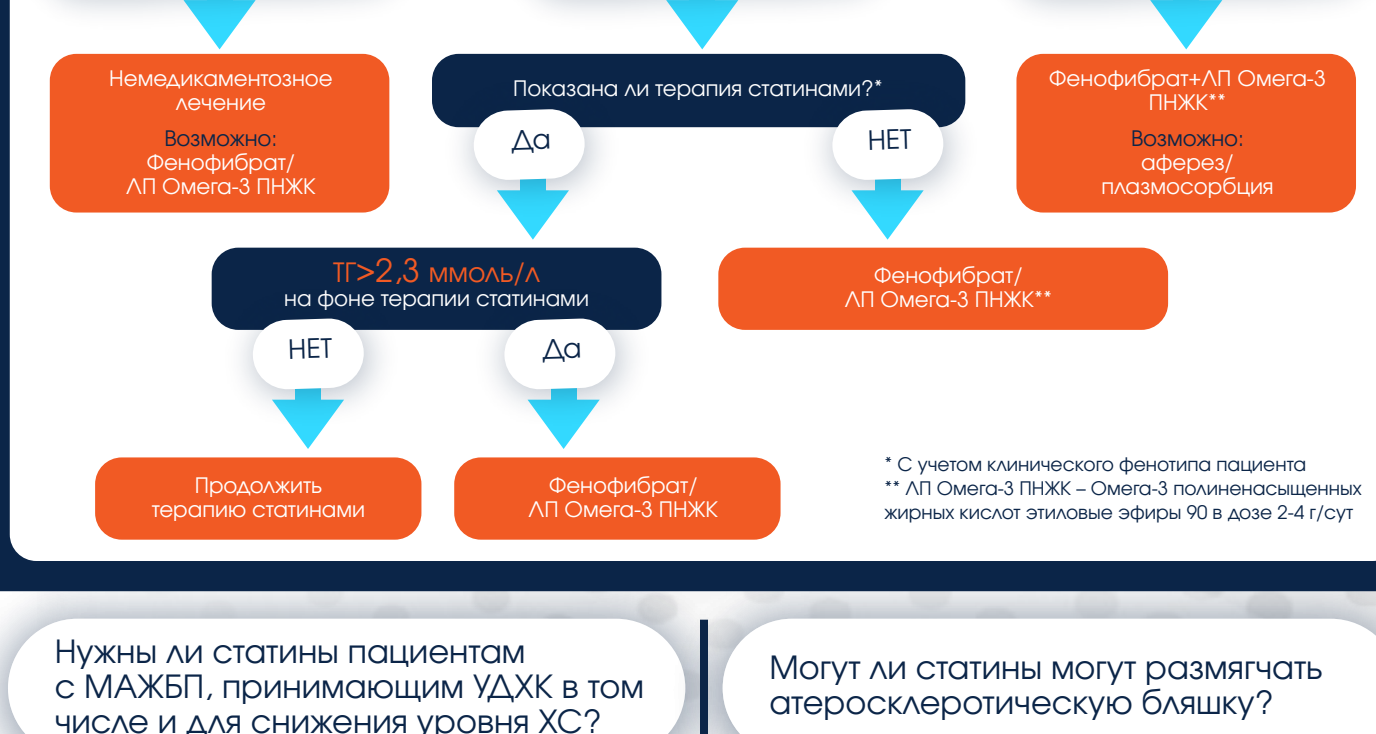 Немедикаментозное
лечение
Возможно:
Фенофибрат/
ЛП Омега-3 ПНЖК
Показана ли терапия статинами?*
Да
НЕТ
Фенофибрат+ЛП Омега-3
ПНЖК**
Возможно:
аферез/
плазмосорбция
ТГ>2,3 ммоль/л
на фоне терапии статинами
НЕТ
Да
Фенофибрат/
ЛП Омега-3 ПНЖК**
Продолжить
терапию статинами
Фенофибрат/
ЛП Омега-3 ПНЖК
* С учетом клинического фенотипа пациента
** ЛП Омега-3 ПНЖК – Омега-3 полиненасыщенных
жирных кислот этиловые эфиры 90 в дозе 2-4 г/сут
Нужны ли статины пациентам
с МАЖБП, принимающим УДХК в том
числе и для снижения уровня ХС?
Могут ли статины могут размягчать
атеросклеротическую бляшку?